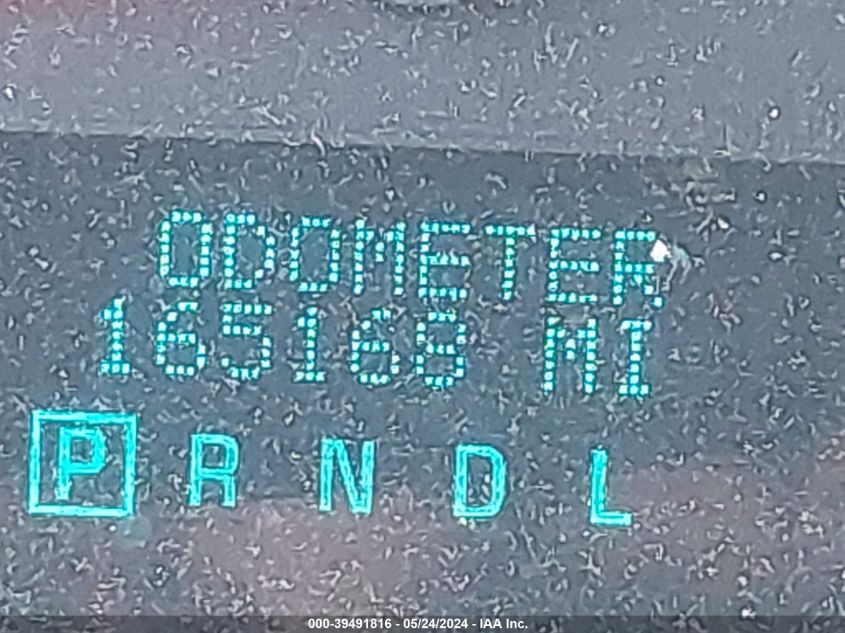 ODOMETER
165168 MI
P R N D L
000-39491816 - 05/24/2024 - IAA Inc.